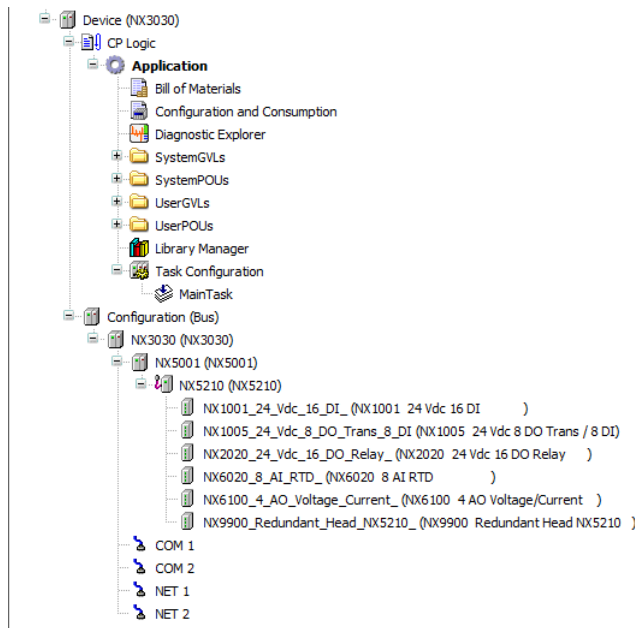 Device (NX3030)
CP Logic
Application
Bill of Materials
Configuration and Consumption
Diagnostic Explorer
SystemGVLs
SystemPOUs
UserGVLs
UserPOUs
Library Manager
Task Configuration
MainTask
Configuration (Bus)
NX3030 (NX3030)
NX5001 (NX5001)
NX5210 (NX5210)
NX1001_24_Vdc_16_DI_ (NX1001 24 Vdc 16 DI )
NX1005_24_Vdc_8_DO_Trans_8_DI (NX1005 24 Vdc 8 DO Trans / 8 DI)
NX2020_24_Vdc_16_DO_Relay_ (NX2020 24 Vdc 16 DO Relay )
NX6020_8_AI_RTD_ (NX6020 8 AI RTD )
NX6100_4_AO_Voltage_Current_ (NX6100 4 AO Voltage/Current )
NX9900_Redundant_Head_NX5210_ (NX9900 Redundant Head NX5210 )
COM 1
COM 2
NET 1
NET 2